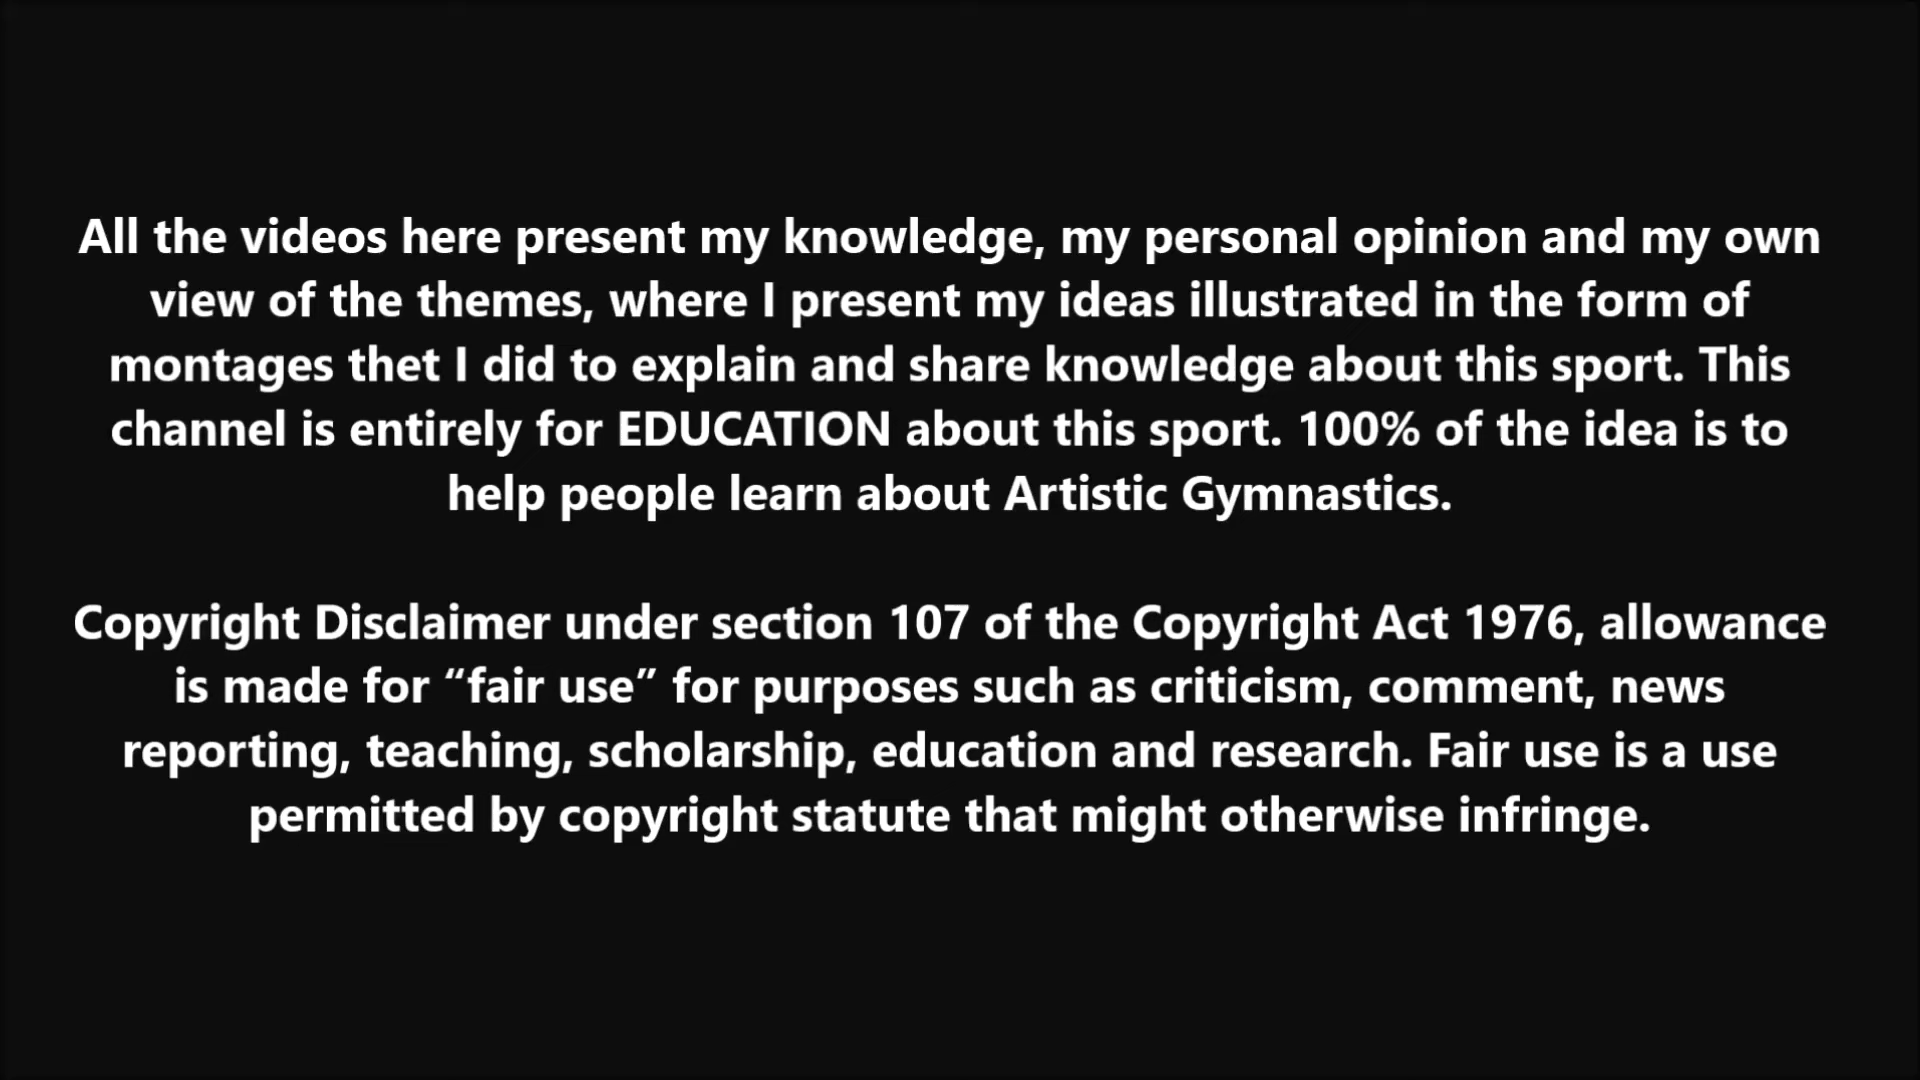 All the videos here present my knowledge, my personal opinion and my own
view of the themes, where I present my ideas illustrated in the form of
montages thet I did to explain and share knowledge about this sport. This
channel is entirely for EDUCATION about this sport. 100% of the idea is to
help people learn about Artistic Gymnastics.
Copyright Disclaimer under section 107 of the Copyright Act 1976, allowance
is made for “fair use” for purposes such as criticism, comment, news
reporting, teaching, scholarship, education and research. Fair use is a use
permitted by copyright statute that might otherwise infringe.